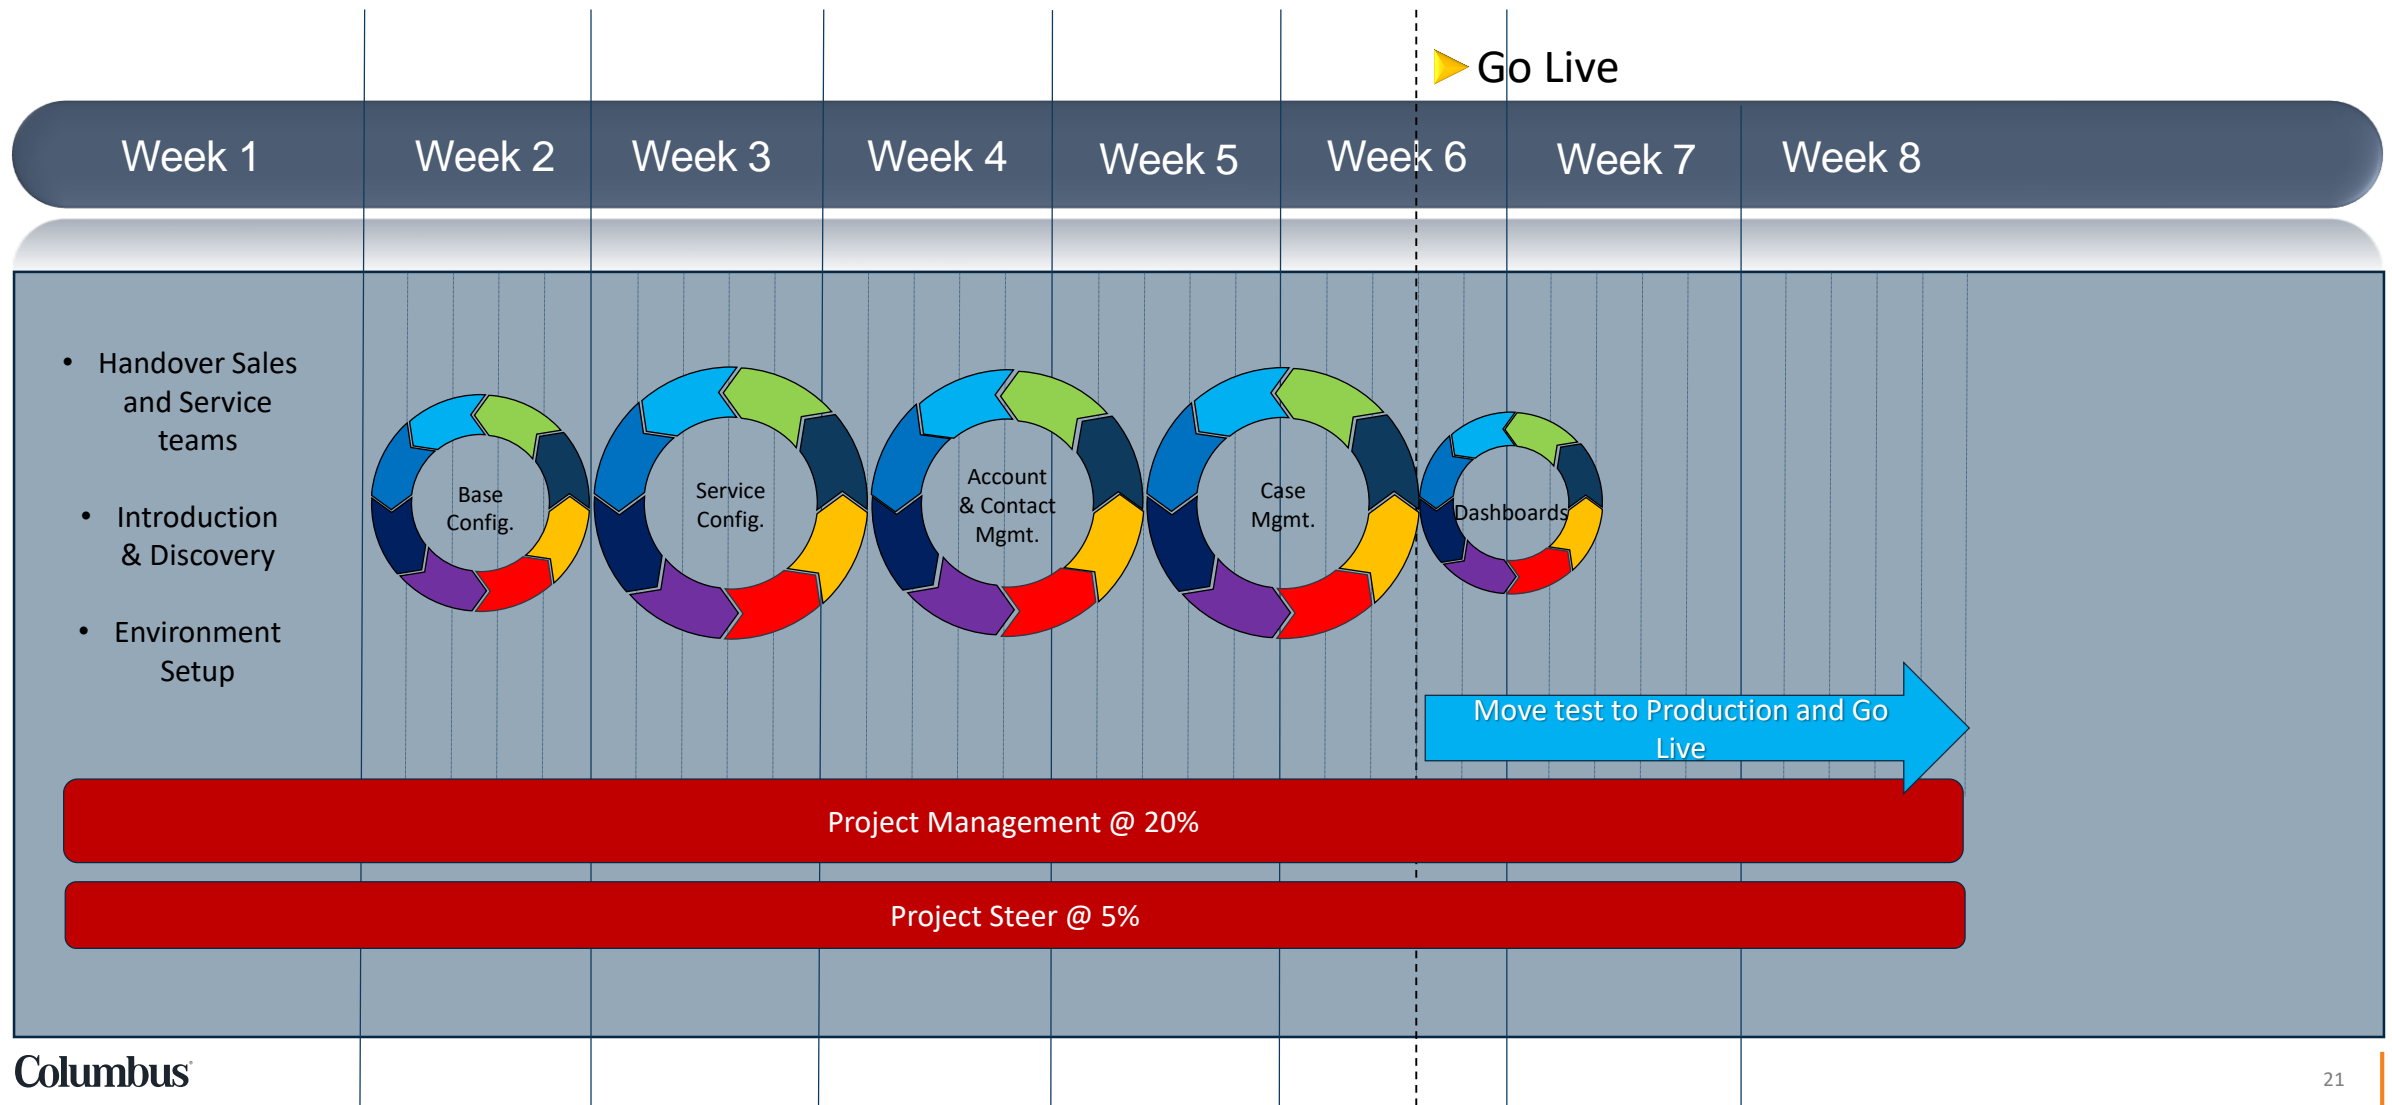 Go Live
Week 1
Week 2
Week 3
Week 4
Week 5
Week 6
Week 7
Week 8
• Handover Sales
and Service
teams
• Introduction
& Discovery
• Environment
Setup
Base
Config.
Service
Config.
Account
& Contact
Mgmt.
Case
Mgmt.
Dashboards
Move test to Production and Go
Live
Project Management @ 20%
Project Steer @ 5%
Columbus
21